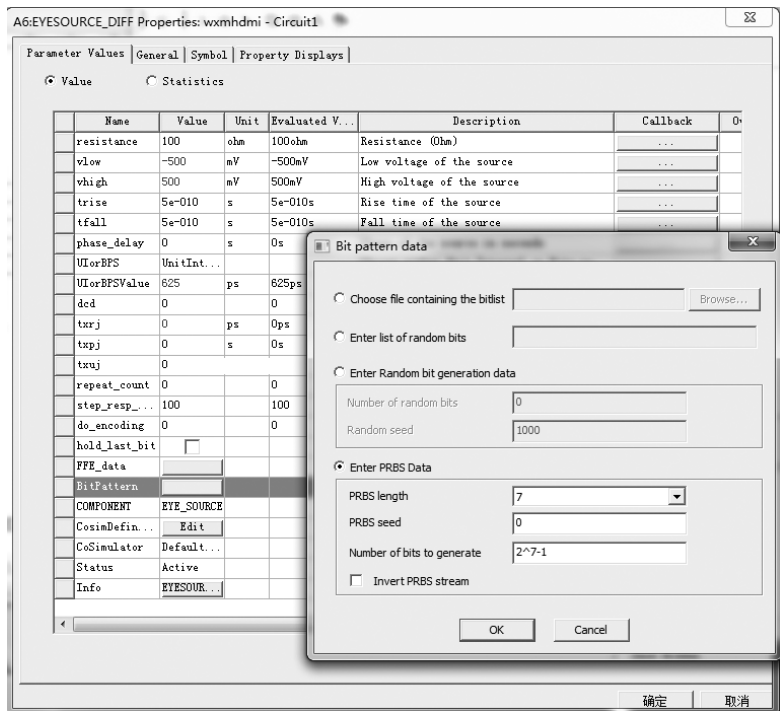 A6:EYESOURCE_DIFF Properties: wxmhdmi - Circuit1
Parameter Values General Symbol Property Displays
Value Statistics
Name Value Unit Evaluated V... Description Callback
resistance 100 ohm 100ohm Resistance (Ohm) ...
vlow -500 mV -500mV Low voltage of the source ...
vhigh 500 mV 500mV High voltage of the source ...
trise 5e-010 s 5e-010s Rise time of the source ...
tfall 5e-010 s 5e-010s Fall time of the source ...
phase_delay 0 s 0s
UIorBPS UnitInt...
UIorBPSValue 625 ps 625ps
dcd 0 0
txrj 0 ps 0ps
txpj 0 s 0s
txuj 0
repeat_count 0 0
step_resp_... 100 100
do_encoding 0 0
hold_last_bit
FFE_data
BitPattern
COMPONENT EYE_SOURCE
CosimDefin... Edit
CoSimulator Default...
Status Active
Info EYESOUR...
Bit pattern data
Choose file containing the bitlist Browse...
Enter list of random bits
Enter Random bit generation data
Number of random bits 0
Random seed 1000
Enter PRBS Data
PRBS length 7
PRBS seed 0
Number of bits to generate 2^7-1
Invert PRBS stream
OK Cancel
确定 取消